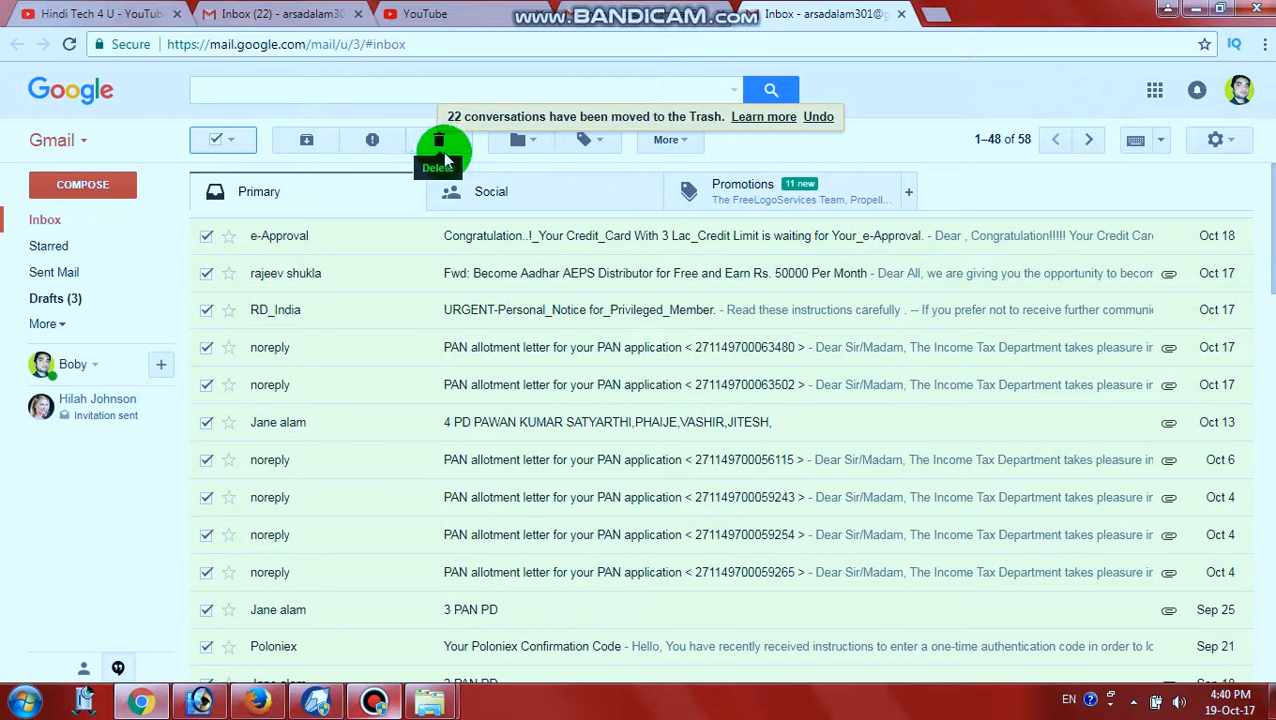 Hindi Tech 4 U - YouTube
Inbox (22) - arsadalam301
YouTube
www.BANDICAM.com
Inbox - arsadalam301@g
Secure
https://mail.google.com/mail/u/3/#inbox
Google
22 conversations have been moved to the Trash. Learn more Undo
Gmail
More
1–48 of 58
Delete
COMPOSE
Primary
Social
Promotions
11 new
The FreeLogoServices Team, Propell...
Inbox
Starred
Sent Mail
Drafts (3)
More
Boby
Hilah Johnson
Invitation sent
e-Approval Congratulation..!_Your Credit_Card With 3 Lac_Credit Limit is waiting for Your_e-Approval. - Dear , Congratulation!!!!! Your Credit Car Oct 18
rajeev shukla Fwd: Become Aadhar AEPS Distributor for Free and Earn Rs. 50000 Per Month - Dear All, we are giving you the opportunity to becom Oct 17
RD_India URGENT-Personal_Notice for_Privileged_Member. - Read these instructions carefully . -- If you prefer not to receive further communi Oct 17
noreply PAN allotment letter for your PAN application < 271149700063480 > - Dear Sir/Madam, The Income Tax Department takes pleasure in Oct 17
noreply PAN allotment letter for your PAN application < 271149700063502 > - Dear Sir/Madam, The Income Tax Department takes pleasure in Oct 17
Jane alam 4 PD PAWAN KUMAR SATYARTHI,PHAIJE,VASHIR,JITESH, Oct 13
noreply PAN allotment letter for your PAN application < 271149700056115 > - Dear Sir/Madam, The Income Tax Department takes pleasure in Oct 6
noreply PAN allotment letter for your PAN application < 271149700059243 > - Dear Sir/Madam, The Income Tax Department takes pleasure in Oct 4
noreply PAN allotment letter for your PAN application < 271149700059254 > - Dear Sir/Madam, The Income Tax Department takes pleasure in Oct 4
noreply PAN allotment letter for your PAN application < 271149700059265 > - Dear Sir/Madam, The Income Tax Department takes pleasure in Oct 4
Jane alam 3 PAN PD Sep 25
Poloniex Your Poloniex Confirmation Code - Hello, You have recently received instructions to enter a one-time authentication code in order to lo Sep 21
EN
4:40 PM
19-Oct-17